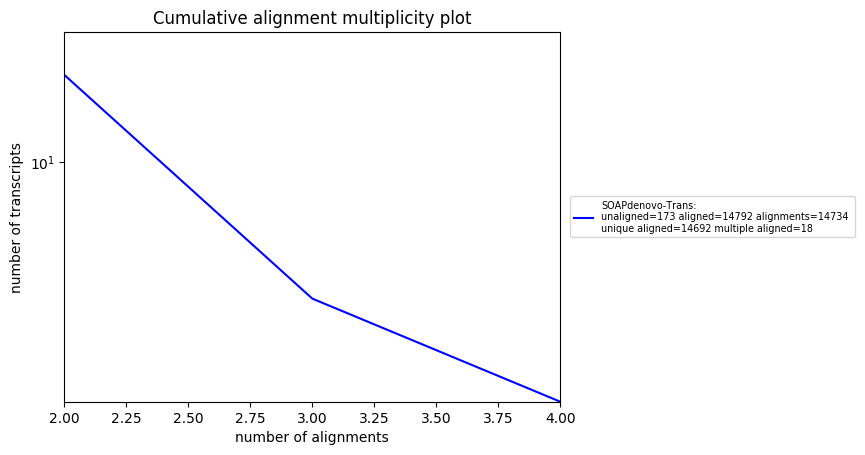 Cumulative alignment multiplicity plot
number of transcripts
10¹
2.00 2.25 2.50 2.75 3.00 3.25 3.50 3.75 4.00
number of alignments
SOAPdenovo-Trans:
unaligned=173 aligned=14792 alignments=14734
unique aligned=14692 multiple aligned=18